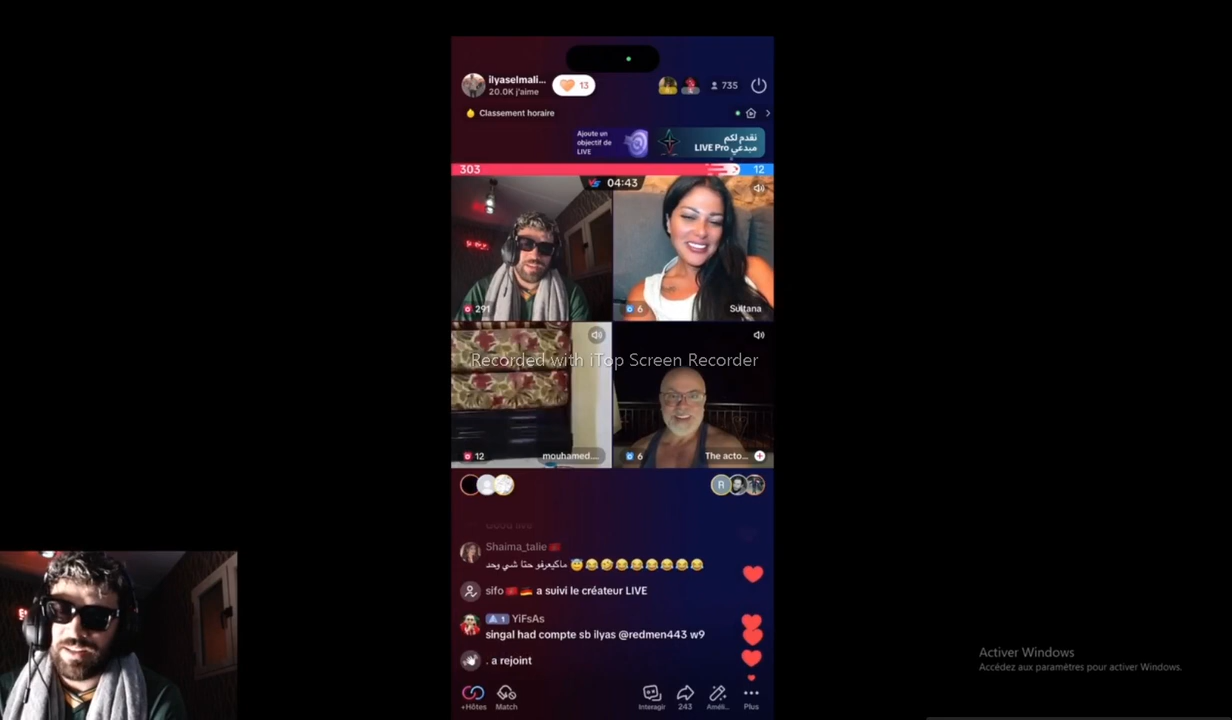 ilyaselmali...
20.0K j'aime
13
735
Classement horaire
Ajoute un
objectif de
LIVE
نقدم لكم
مبدعي LIVE Pro
303
12
04:43
291
6
Sultana
Recorded with iTop Screen Recorder
12
mouhamed....
6
The acto...
R
Shaima_talie
ماكيعرفو حتا شي وحد 😇😂🤣😂😂😂😂😂😂
sifo🇲🇦🇩🇪 a suivi le créateur LIVE
1 YiFsAs
singal had compte sb ilyas @redmen443 w9
. a rejoint
+Hôtes
Match
Interagir
243
Améli...
Plus
Activer Windows
Accédez aux paramètres pour activer Windows.